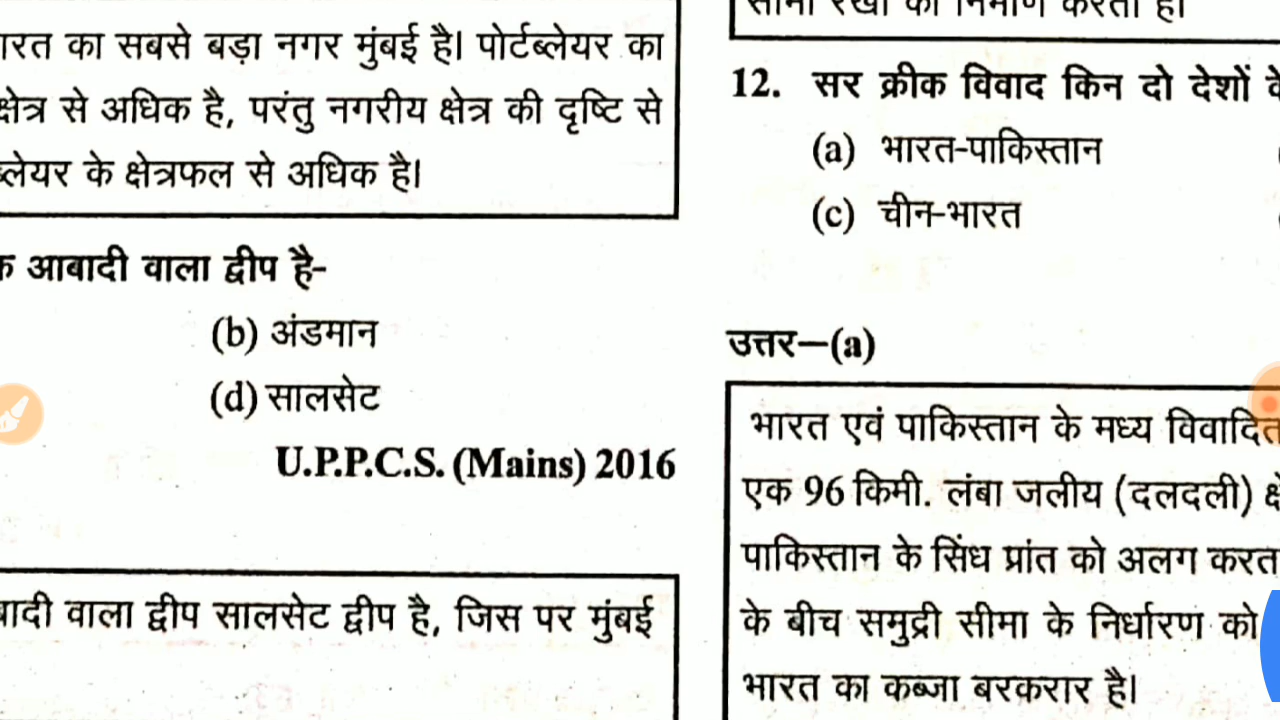 भारत का सबसे बड़ा नगर मुंबई है। पोर्टब्लेयर का
क्षेत्र से अधिक है, परंतु नगरीय क्षेत्र की दृष्टि से
ब्लेयर के क्षेत्रफल से अधिक है।
आबादी वाला द्वीप है-
(b) अंडमान
(d) सालसेट
U.P.P.C.S. (Mains) 2016
वाला द्वीप सालसेट द्वीप है, जिस पर मुंबई
सीमा रेखा का निर्माण करती है।
12. सर क्रीक विवाद किन दो देशों के
(a) भारत-पाकिस्तान
(c) चीन-भारत
उत्तर–(a)
भारत एवं पाकिस्तान के मध्य विवादित
एक 96 किमी. लंबा जलीय (दलदली)
पाकिस्तान के सिंध प्रांत को अलग करत
के बीच समुद्री सीमा के निर्धारण को
भारत का कब्जा बरकरार है।